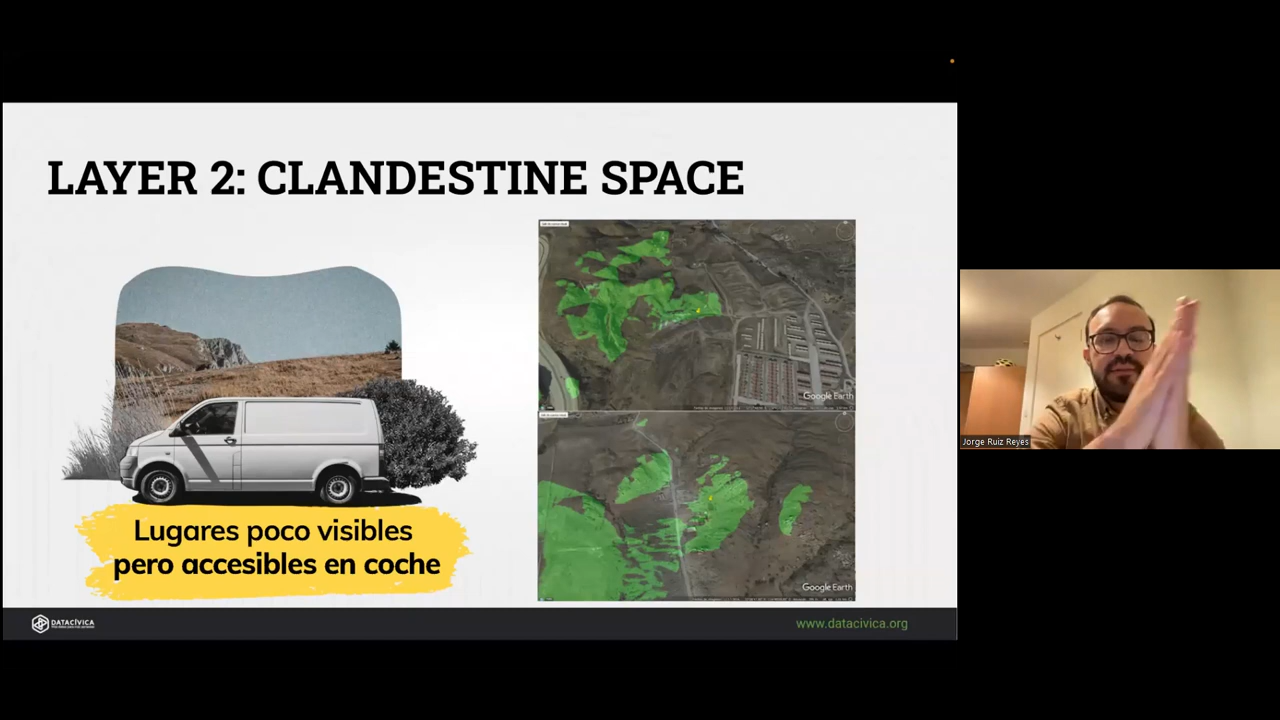 LAYER 2: CLANDESTINE SPACE
Lugares poco visibles
pero accesibles en coche
Google Earth
Google Earth
DATACÍVICA
www.datacivica.org
Jorge Ruiz Reyes